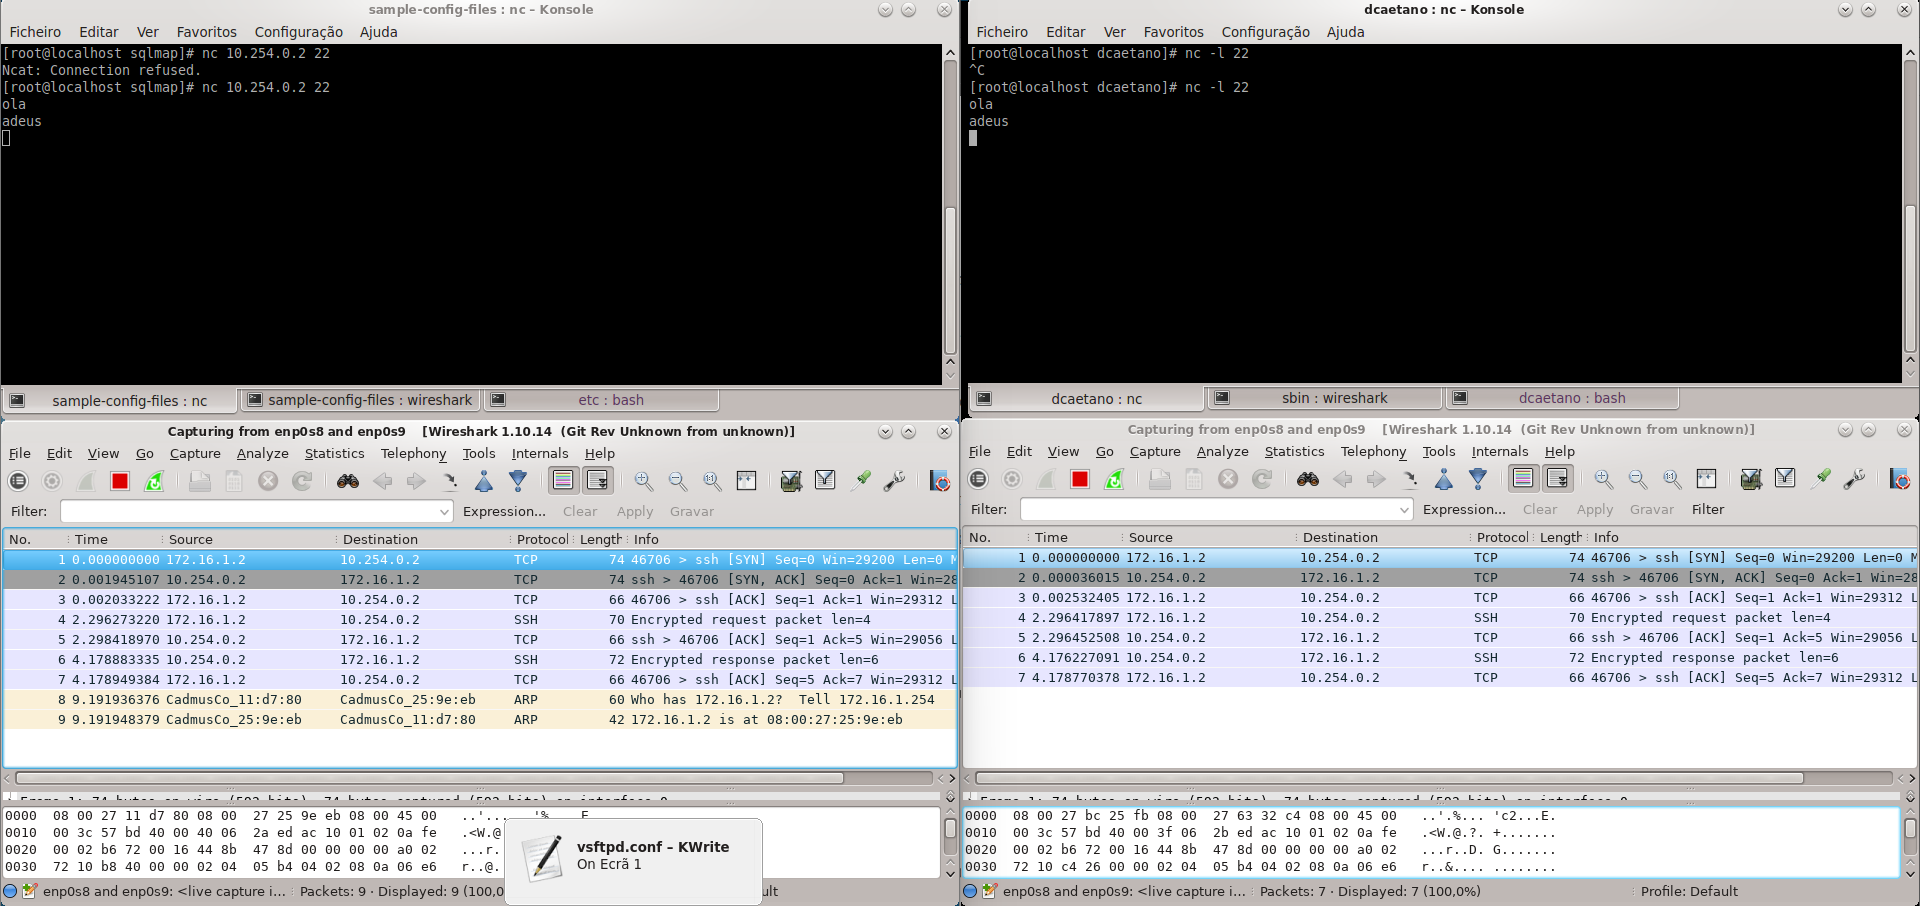 sample-config-files : nc – Konsole
Ficheiro Editar Ver Favoritos Configuração Ajuda
[root@localhost sqlmap]# nc 10.254.0.2 22
Ncat: Connection refused.
[root@localhost sqlmap]# nc 10.254.0.2 22
ola
adeus
sample-config-files : nc
sample-config-files : wireshark
etc : bash
dcaetano : nc – Konsole
Ficheiro Editar Ver Favoritos Configuração Ajuda
[root@localhost dcaetano]# nc -l 22
^C
[root@localhost dcaetano]# nc -l 22
ola
adeus
dcaetano : nc
sbin : wireshark
dcaetano : bash
Capturing from enp0s8 and enp0s9 [Wireshark 1.10.14 (Git Rev Unknown from unknown)]
File Edit View Go Capture Analyze Statistics Telephony Tools Internals Help
Filter: Expression... Clear Apply Gravar
No. Time Source Destination Protocol Length Info
1 0.000000000 172.16.1.2 10.254.0.2 TCP 74 46706 > ssh [SYN] Seq=0 Win=29200 Len=0 M
2 0.001945107 10.254.0.2 172.16.1.2 TCP 74 ssh > 46706 [SYN, ACK] Seq=0 Ack=1 Win=28
3 0.002033222 172.16.1.2 10.254.0.2 TCP 66 46706 > ssh [ACK] Seq=1 Ack=1 Win=29312 L
4 2.296273220 172.16.1.2 10.254.0.2 SSH 70 Encrypted request packet len=4
5 2.298418970 10.254.0.2 172.16.1.2 TCP 66 ssh > 46706 [ACK] Seq=1 Ack=5 Win=29056 L
6 4.178883335 10.254.0.2 172.16.1.2 SSH 72 Encrypted response packet len=6
7 4.178949384 172.16.1.2 10.254.0.2 TCP 66 46706 > ssh [ACK] Seq=5 Ack=7 Win=29312 L
8 9.191936376 CadmusCo_11:d7:80 CadmusCo_25:9e:eb ARP 60 Who has 172.16.1.2? Tell 172.16.1.254
9 9.191948379 CadmusCo_25:9e:eb CadmusCo_11:d7:80 ARP 42 172.16.1.2 is at 08:00:27:25:9e:eb
0000 08 00 27 11 d7 80 08 00 27 25 9e eb 08 00 45 00 ..'..... '%
0010 00 3c 57 bd 40 00 40 06 2a ed ac 10 01 02 0a fe .<W.@
0020 00 02 b6 72 00 16 44 8b 47 8d 00 00 00 00 a0 02 ...r.
0030 72 10 b8 40 00 00 02 04 05 b4 04 02 08 0a 06 e6 r..@.
vsftpd.conf – KWrite
On Ecrã 1
enp0s8 and enp0s9: <live capture i... Packets: 9 · Displayed: 9 (100,0
Capturing from enp0s8 and enp0s9 [Wireshark 1.10.14 (Git Rev Unknown from unknown)]
File Edit View Go Capture Analyze Statistics Telephony Tools Internals Help
Filter: Expression... Clear Apply Gravar Filter
No. Time Source Destination Protocol Length Info
1 0.000000000 172.16.1.2 10.254.0.2 TCP 74 46706 > ssh [SYN] Seq=0 Win=29200 Len=0 M
2 0.000036015 10.254.0.2 172.16.1.2 TCP 74 ssh > 46706 [SYN, ACK] Seq=0 Ack=1 Win=28
3 0.002532405 172.16.1.2 10.254.0.2 TCP 66 46706 > ssh [ACK] Seq=1 Ack=1 Win=29312 L
4 2.296417897 172.16.1.2 10.254.0.2 SSH 70 Encrypted request packet len=4
5 2.296452508 10.254.0.2 172.16.1.2 TCP 66 ssh > 46706 [ACK] Seq=1 Ack=5 Win=29056 L
6 4.176227091 10.254.0.2 172.16.1.2 SSH 72 Encrypted response packet len=6
7 4.178770378 172.16.1.2 10.254.0.2 TCP 66 46706 > ssh [ACK] Seq=5 Ack=7 Win=29312 L
0000 08 00 27 bc 25 fb 08 00 27 63 32 c4 08 00 45 00 ..'.%... 'c2...E.
0010 00 3c 57 bd 40 00 3f 06 2b ed ac 10 01 02 0a fe .<W.@.?. +.......
0020 00 02 b6 72 00 16 44 8b 47 8d 00 00 00 00 a0 02 ...r..D. G.......
0030 72 10 c4 26 00 00 02 04 05 b4 04 02 08 0a 06 e6 r..&.... ........
enp0s8 and enp0s9: <live capture i... Packets: 7 · Displayed: 7 (100,0%) Profile: Default